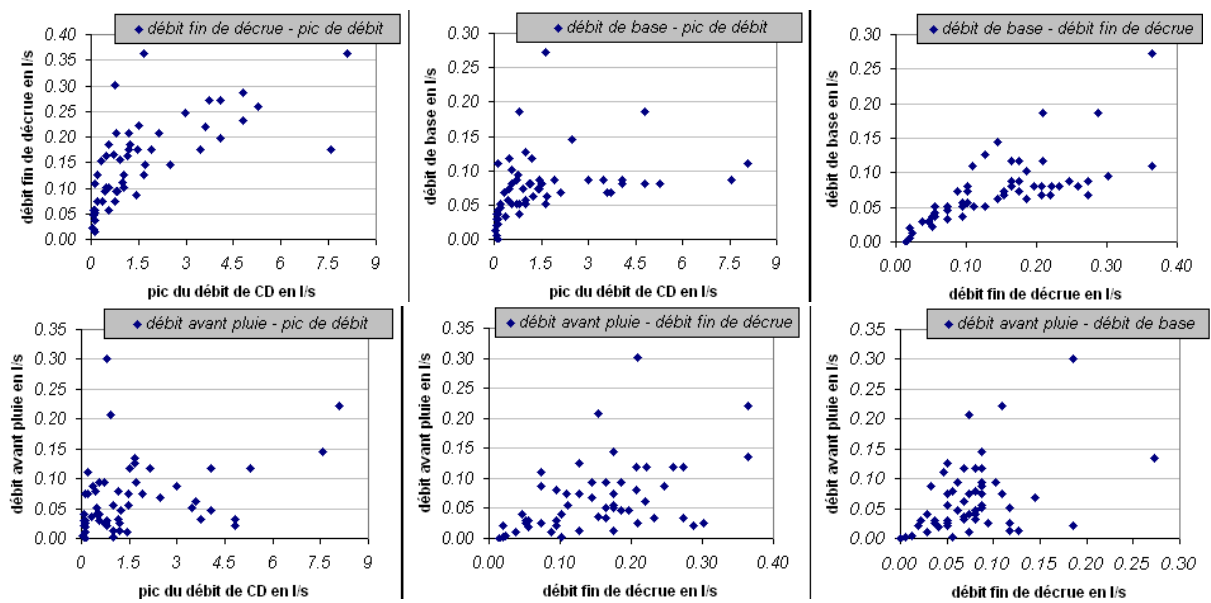 débit fin de décrue - pic de débit
débit fin de décrue en l/s
0.40
0.35
0.30
0.25
0.20
0.15
0.10
0.05
0.00
0 1.5 3 4.5 6 7.5 9
pic du débit de CD en l/s
débit de base - pic de débit
débit de base en l/s
0.30
0.25
0.20
0.15
0.10
0.05
0.00
0 1.5 3 4.5 6 7.5 9
pic du débit de CD en l/s
débit de base - débit fin de décrue
débit de base en l/s
0.30
0.25
0.20
0.15
0.10
0.05
0.00
0.00 0.10 0.20 0.30 0.40
débit fin de décrue en l/s
débit avant pluie - pic de débit
débit avant pluie en l/s
0.35
0.30
0.25
0.20
0.15
0.10
0.05
0.00
0 1.5 3 4.5 6 7.5 9
pic du débit de CD en l/s
débit avant pluie - débit fin de décrue
débit avant pluie en l/s
0.35
0.30
0.25
0.20
0.15
0.10
0.05
0.00
0.00 0.10 0.20 0.30 0.40
débit fin de décrue en l/s
débit avant pluie - débit de base
débit avant pluie en l/s
0.35
0.30
0.25
0.20
0.15
0.10
0.05
0.00
0.00 0.05 0.10 0.15 0.20 0.25 0.30
débit fin de décrue en l/s